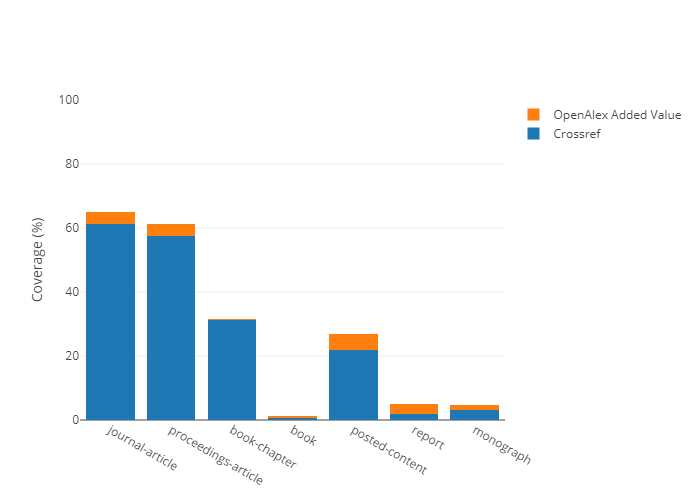 100
80
60
40
20
0
Coverage (%)
journal-article
proceedings-article
book-chapter
book
posted-content
report
monograph
OpenAlex Added Value
Crossref